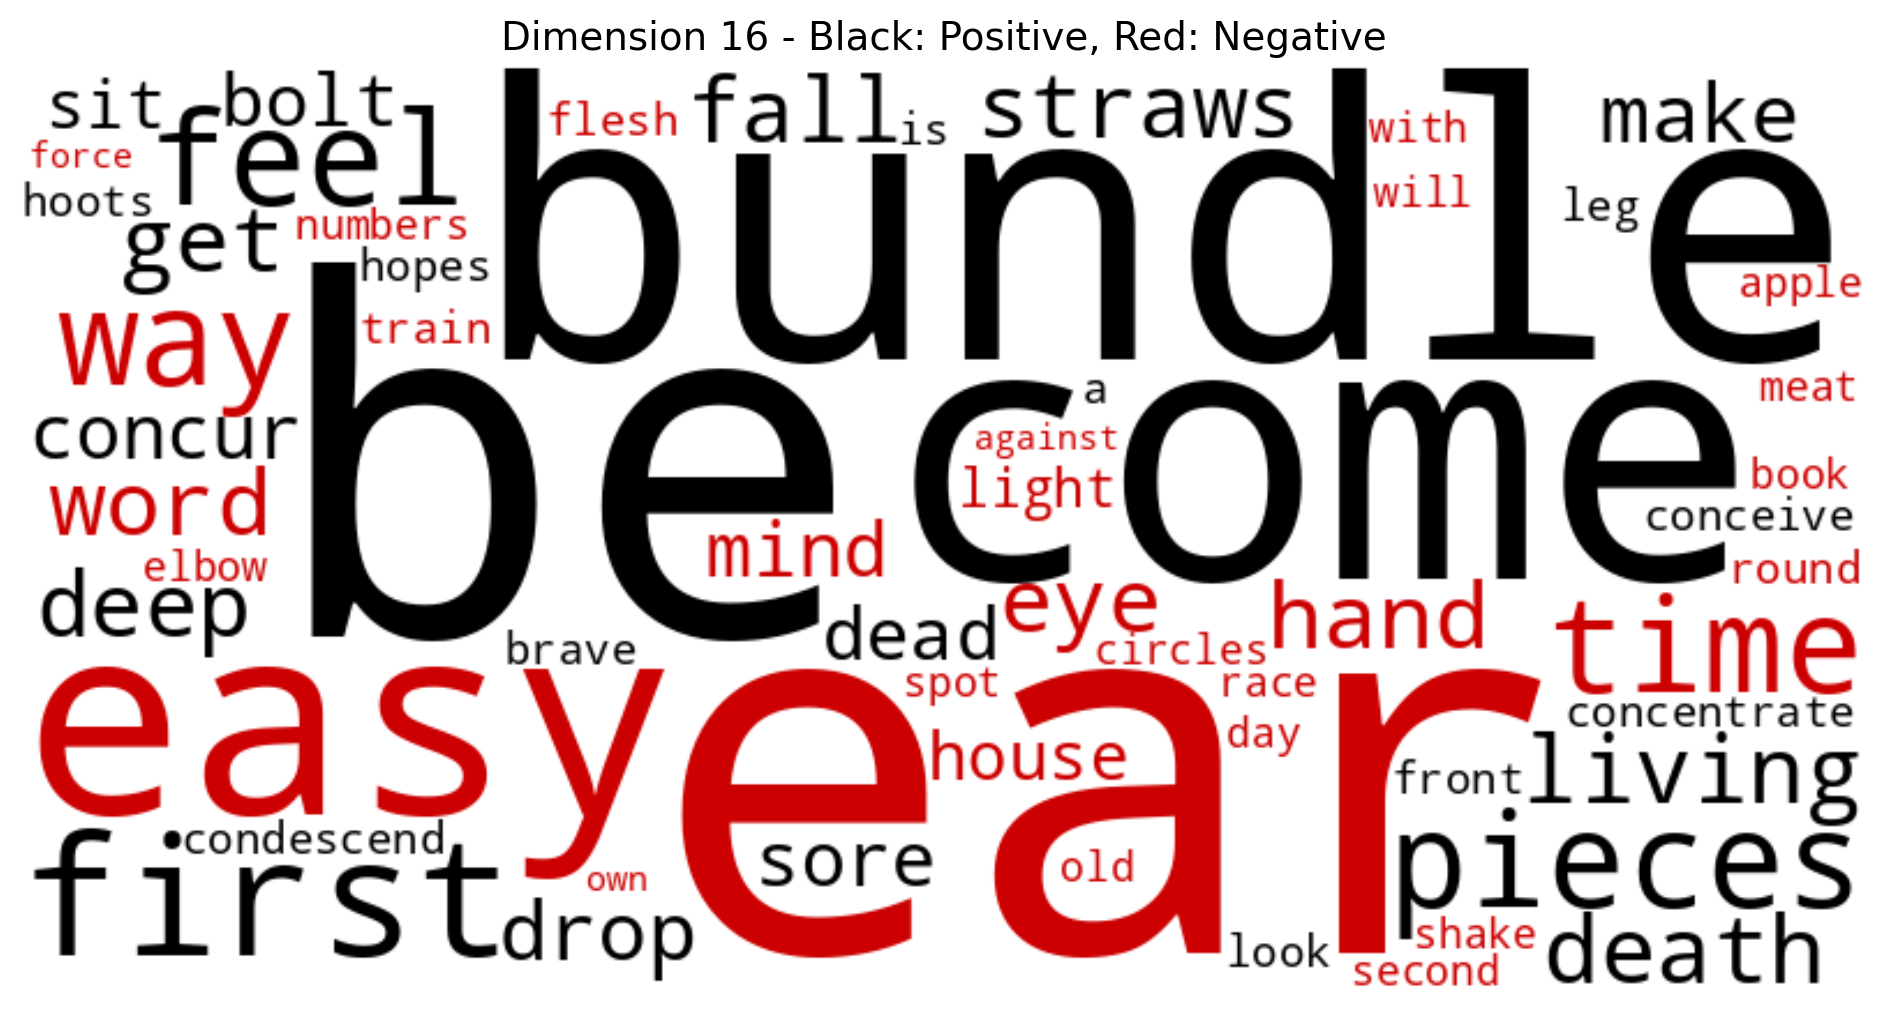 Dimension 16 - Black: Positive, Red: Negative
sit bolt flesh fall is straws with make
force feel bundle will
hoots leg
get numbers
hopes apple
way train
become a meat
concur against
word light book
conceive
elbow mind round
deep eye hand time
brave dead circles
easy ear spot race
concentrate
house day living
front
first condescend sore pieces
own old
drop look shake death
second